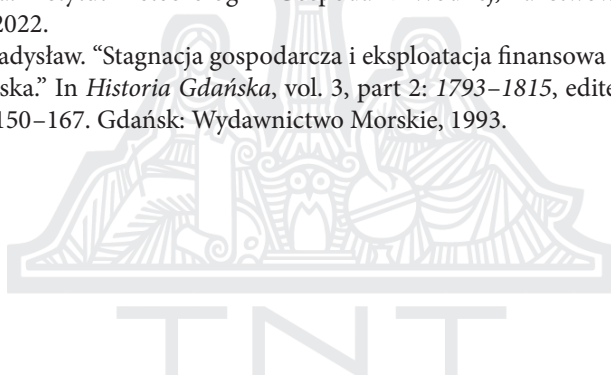 2022.
adysław. “Stagnacja gospodarcza i eksploatacja finansowa
ska.” In Historia Gdańska, vol. 3, part 2: 1793–1815, edite
150–167. Gdańsk: Wydawnictwo Morskie, 1993.
TNT